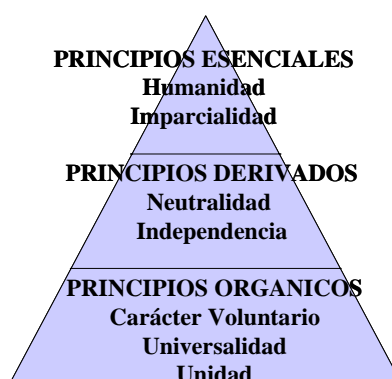 PRINCIPIOS ESENCIALES
Humanidad
Imparcialidad
PRINCIPIOS DERIVADOS
Neutralidad
Independencia
PRINCIPIOS ORGANICOS
Carácter Voluntario
Universalidad
Unidad